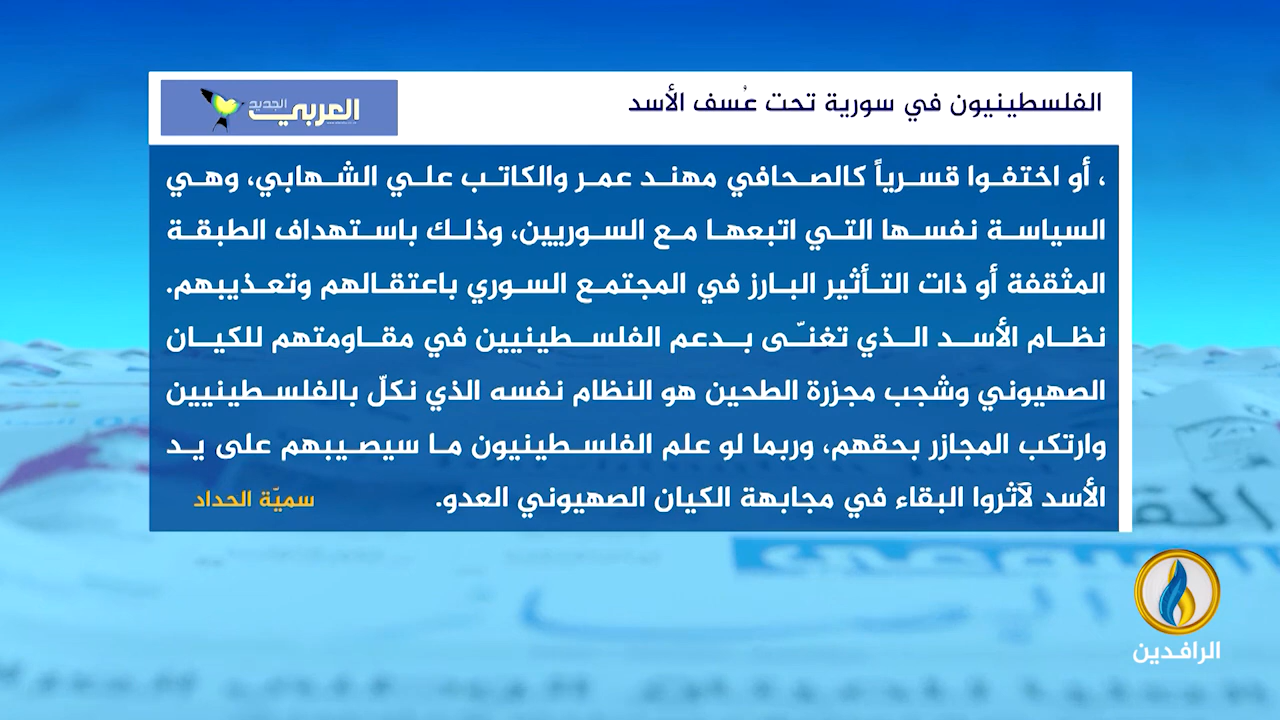 الفلسطينيون في سورية تحت عُسف الأسد
العربي الجديد
، أو اختفوا قسرياً كالصحافي مهند عمر والكاتب علي الشهابي، وهي
السياسة نفسها التي اتبعها مع السوريين، وذلك باستهداف الطبقة
المثقفة أو ذات التأثير البارز في المجتمع السوري باعتقالهم وتعذيبهم.
نظام الأسد الذي تغنّى بدعم الفلسطينيين في مقاومتهم للكيان
الصهيوني وشجب مجزرة الطحين هو النظام نفسه الذي نكلّ بالفلسطينيين
وارتكب المجازر بحقهم، وربما لو علم الفلسطينيون ما سيصيبهم على يد
الأسد لآثروا البقاء في مجابهة الكيان الصهيوني العدو.
سميّة الحداد
الرافدين